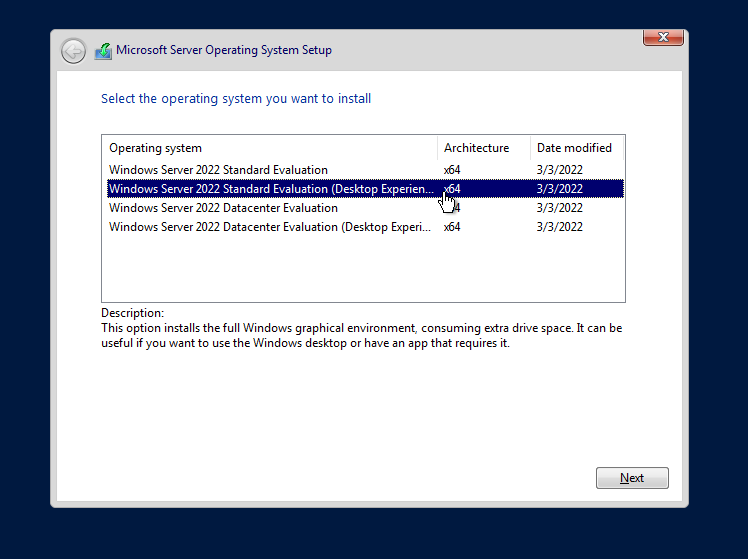 Microsoft Server Operating System Setup
Select the operating system you want to install
Operating system Architecture Date modified
Windows Server 2022 Standard Evaluation x64 3/3/2022
Windows Server 2022 Standard Evaluation (Desktop Experien... x64 3/3/2022
Windows Server 2022 Datacenter Evaluation 3/3/2022
Windows Server 2022 Datacenter Evaluation (Desktop Experi... x64 3/3/2022
Description:
This option installs the full Windows graphical environment, consuming extra drive space. It can be
useful if you want to use the Windows desktop or have an app that requires it.
Next